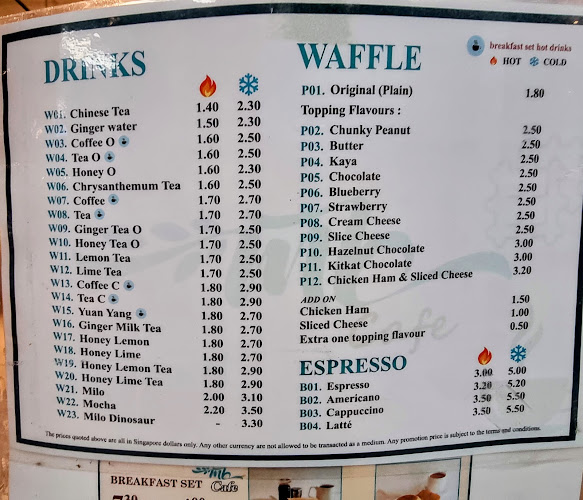 DRINKS
W01. Chinese Tea 1.40 2.30
W02. Ginger water 1.50 2.30
W03. Coffee O 1.60 2.50
W04. Tea O 1.60 2.50
W05. Honey O 1.60 2.30
W06. Chrysanthemum Tea 1.60 2.50
W07. Coffee 1.70 2.70
W08. Tea 1.70 2.70
W09. Ginger Tea O 1.70 2.50
W10. Honey Tea O 1.70 2.50
W11. Lemon Tea 1.70 2.50
W12. Lime Tea 1.70 2.50
W13. Coffee C 1.80 2.90
W14. Tea C 1.80 2.90
W15. Yuan Yang 1.80 2.70
W16. Ginger Milk Tea 1.80 2.70
W17. Honey Lemon 1.80 2.70
W18. Honey Lime 1.80 2.70
W19. Honey Lemon Tea 1.80 2.90
W20. Honey Lime Tea 1.80 2.90
W21. Milo 2.00 3.10
W22. Mocha 2.20 3.50
W23. Milo Dinosaur - 3.30
WAFFLE
breakfast set hot drinks
HOT COLD
P01. Original (Plain) 1.80
Topping Flavours :
P02. Chunky Peanut 2.50
P03. Butter 2.50
P04. Kaya 2.50
P05. Chocolate 2.50
P06. Blueberry 2.50
P07. Strawberry 2.50
P08. Cream Cheese 2.50
P09. Slice Cheese 2.50
P10. Hazelnut Chocolate 3.00
P11. Kitkat Chocolate 3.00
P12. Chicken Ham & Sliced Cheese 3.20
ADD ON
Chicken Ham 1.50
Sliced Cheese 1.00
Extra one topping flavour 0.50
ESPRESSO
B01. Espresso 3.00 5.00
B02. Americano 3.20 5.20
B03. Cappuccino 3.50 5.50
B04. Latté 3.50 5.50
The prices quoted above are all in Singapore dollars only. Any other currency are not allowed to be transacted as a medium. Any promotion price is subject to the terms and conditions.
BREAKFAST SET
Cafe